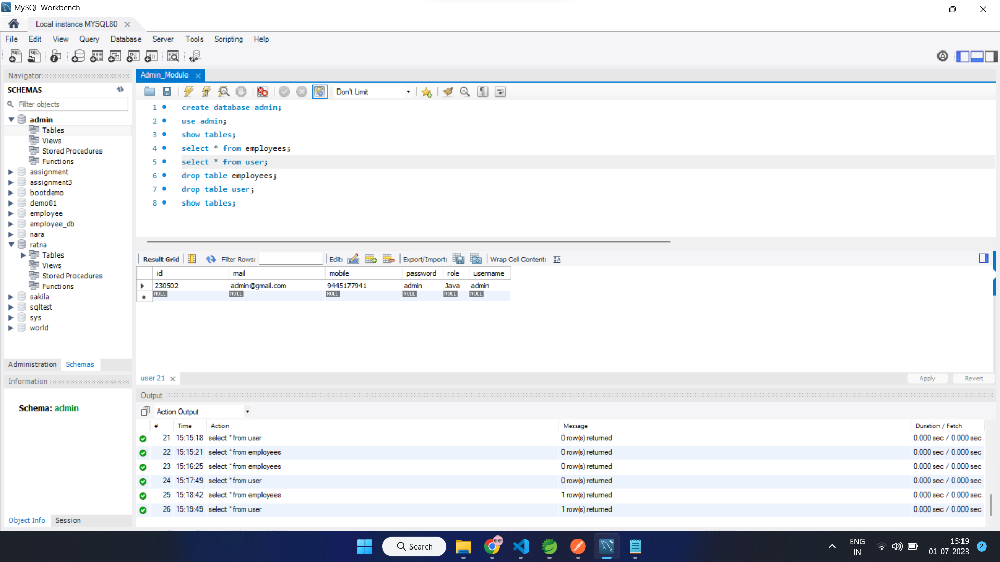 MySQL Workbench
Local instance MYSQL80
File Edit View Query Database Server Tools Scripting Help
Navigator
SCHEMAS
Filter objects
admin
Tables
Views
Stored Procedures
Functions
assignment
assignment3
bootdemo
demo01
employee
employee_db
nara
ratna
Tables
Views
Stored Procedures
Functions
sakila
sqltest
sys
world
Administration Schemas
Information
Schema: admin
Object Info Session
Admin_Module
Don't Limit
1 create database admin;
2 use admin;
3 show tables;
4 select * from employees;
5 select * from user;
6 drop table employees;
7 drop table user;
8 show tables;
Result Grid Filter Rows: Edit: Export/Import: Wrap Cell Content:
id mail mobile password role username
230502 admin@gmail.com 9445177941 admin Java admin
NULL NULL NULL NULL NULL NULL
user 21 Apply Revert
Output
Action Output
# Time Action Message Duration / Fetch
21 15:15:18 select * from user 0 row(s) returned 0.000 sec / 0.000 sec
22 15:15:21 select * from employees 0 row(s) returned 0.000 sec / 0.000 sec
23 15:16:25 select * from employees 0 row(s) returned 0.000 sec / 0.000 sec
24 15:17:49 select * from user 0 row(s) returned 0.000 sec / 0.000 sec
25 15:18:42 select * from employees 1 row(s) returned 0.000 sec / 0.000 sec
26 15:19:49 select * from user 1 row(s) returned 0.000 sec / 0.000 sec
Search
ENG
IN
15:19
01-07-2023
2